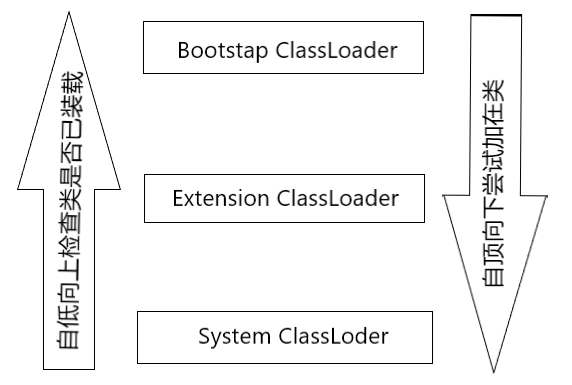 Bootstap ClassLoader
自低向上检查类是否已装载
自顶向下尝试加在类
Extension ClassLoader
System ClassLoder